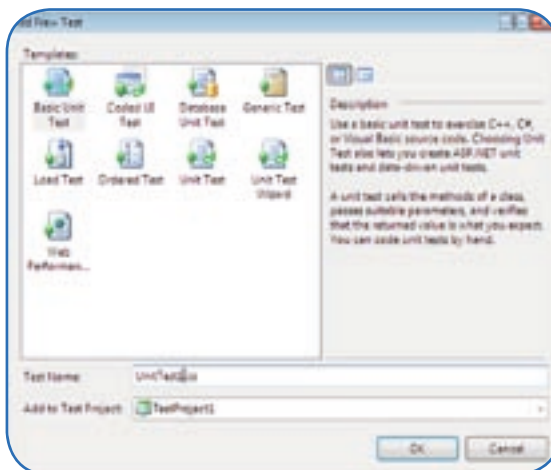 Add New Test
Templates:
Basic Unit Test
Coded UI Test
Database Unit Test
Generic Test
Load Test
Ordered Test
Unit Test
Unit Test Wizard
Web Performan...
Description
Use a basic unit test to exercise C++, C#,
or Visual Basic source code. Choosing Unit
Test also lets you create ASP.NET unit
tests and data-driven unit tests.
A unit test calls the methods of a class,
passes suitable parameters, and verifies
that the returned value is what you expect.
You can code unit tests by hand.
Test Name:
Add to Test Project:
TestProject1
OK
Cancel